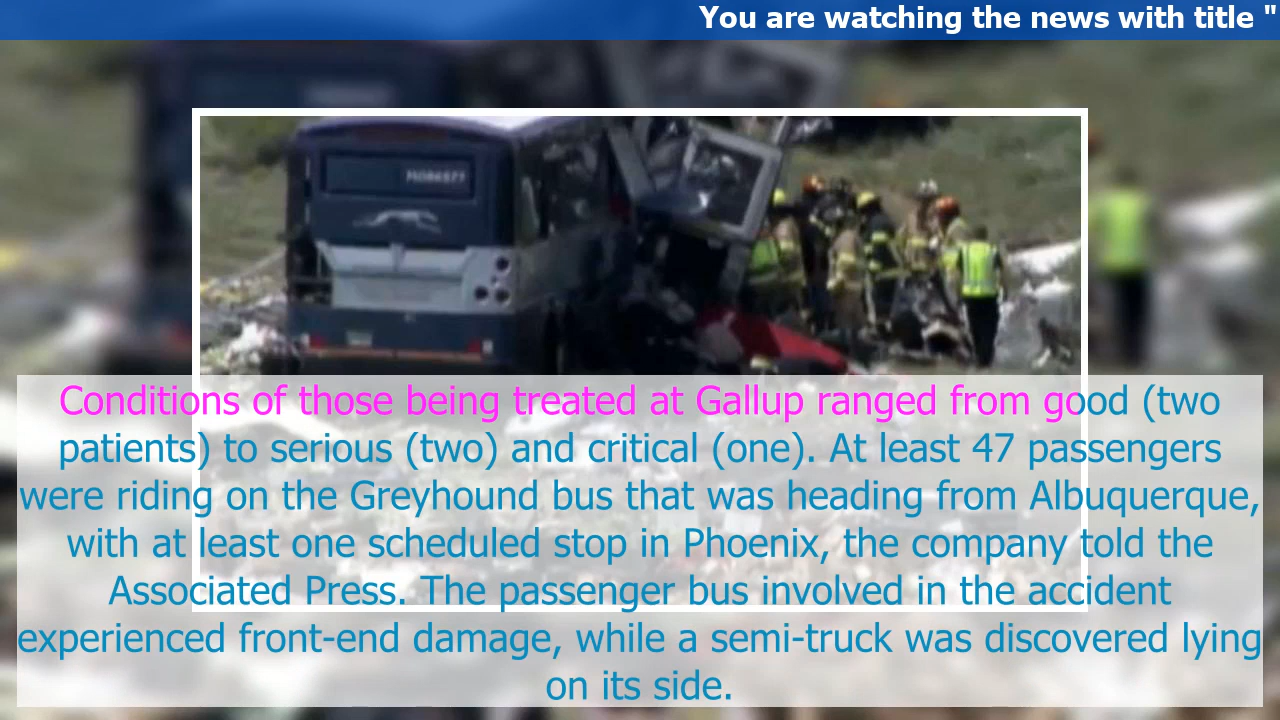 You are watching the news with title "
Conditions of those being treated at Gallup ranged from good (two
patients) to serious (two) and critical (one). At least 47 passengers
were riding on the Greyhound bus that was heading from Albuquerque,
with at least one scheduled stop in Phoenix, the company told the
Associated Press. The passenger bus involved in the accident
experienced front-end damage, while a semi-truck was discovered lying
on its side.